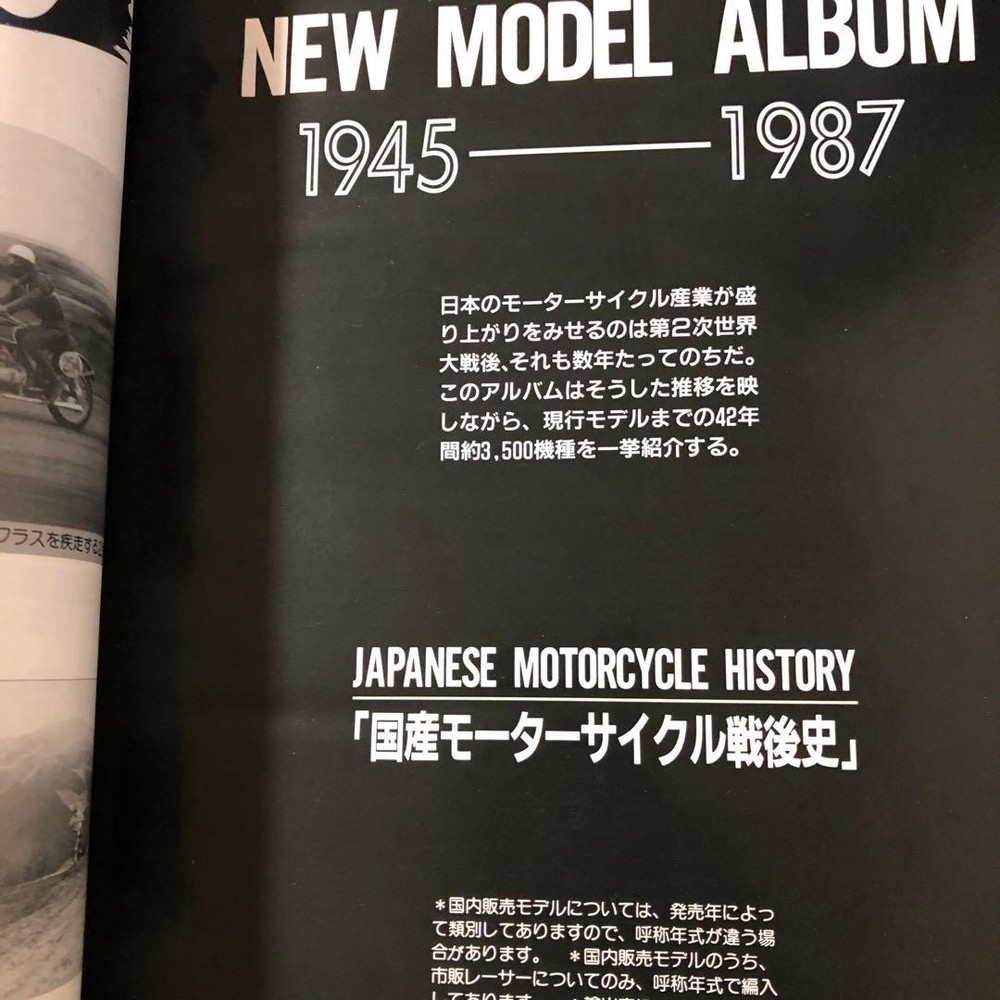 NEW MODEL ALBUM
1945—1987
日本のモーターサイクル産業が盛
り上がりをみせるのは第2次世界
大戦後、それも数年たってのちだ。
このアルバムはそうした推移を映
しながら、現行モデルまでの42年
間約3,500機種を一挙紹介する。
JAPANESE MOTORCYCLE HISTORY
「国産モーターサイクル戦後史」
*国内販売モデルについては、発売年によっ
て類別してありますので、呼称年式が違う場
合があります。 *国内販売モデルのうち、
市販レーサーについてのみ、呼称年式で編入
してあります。
クラスを疾走する